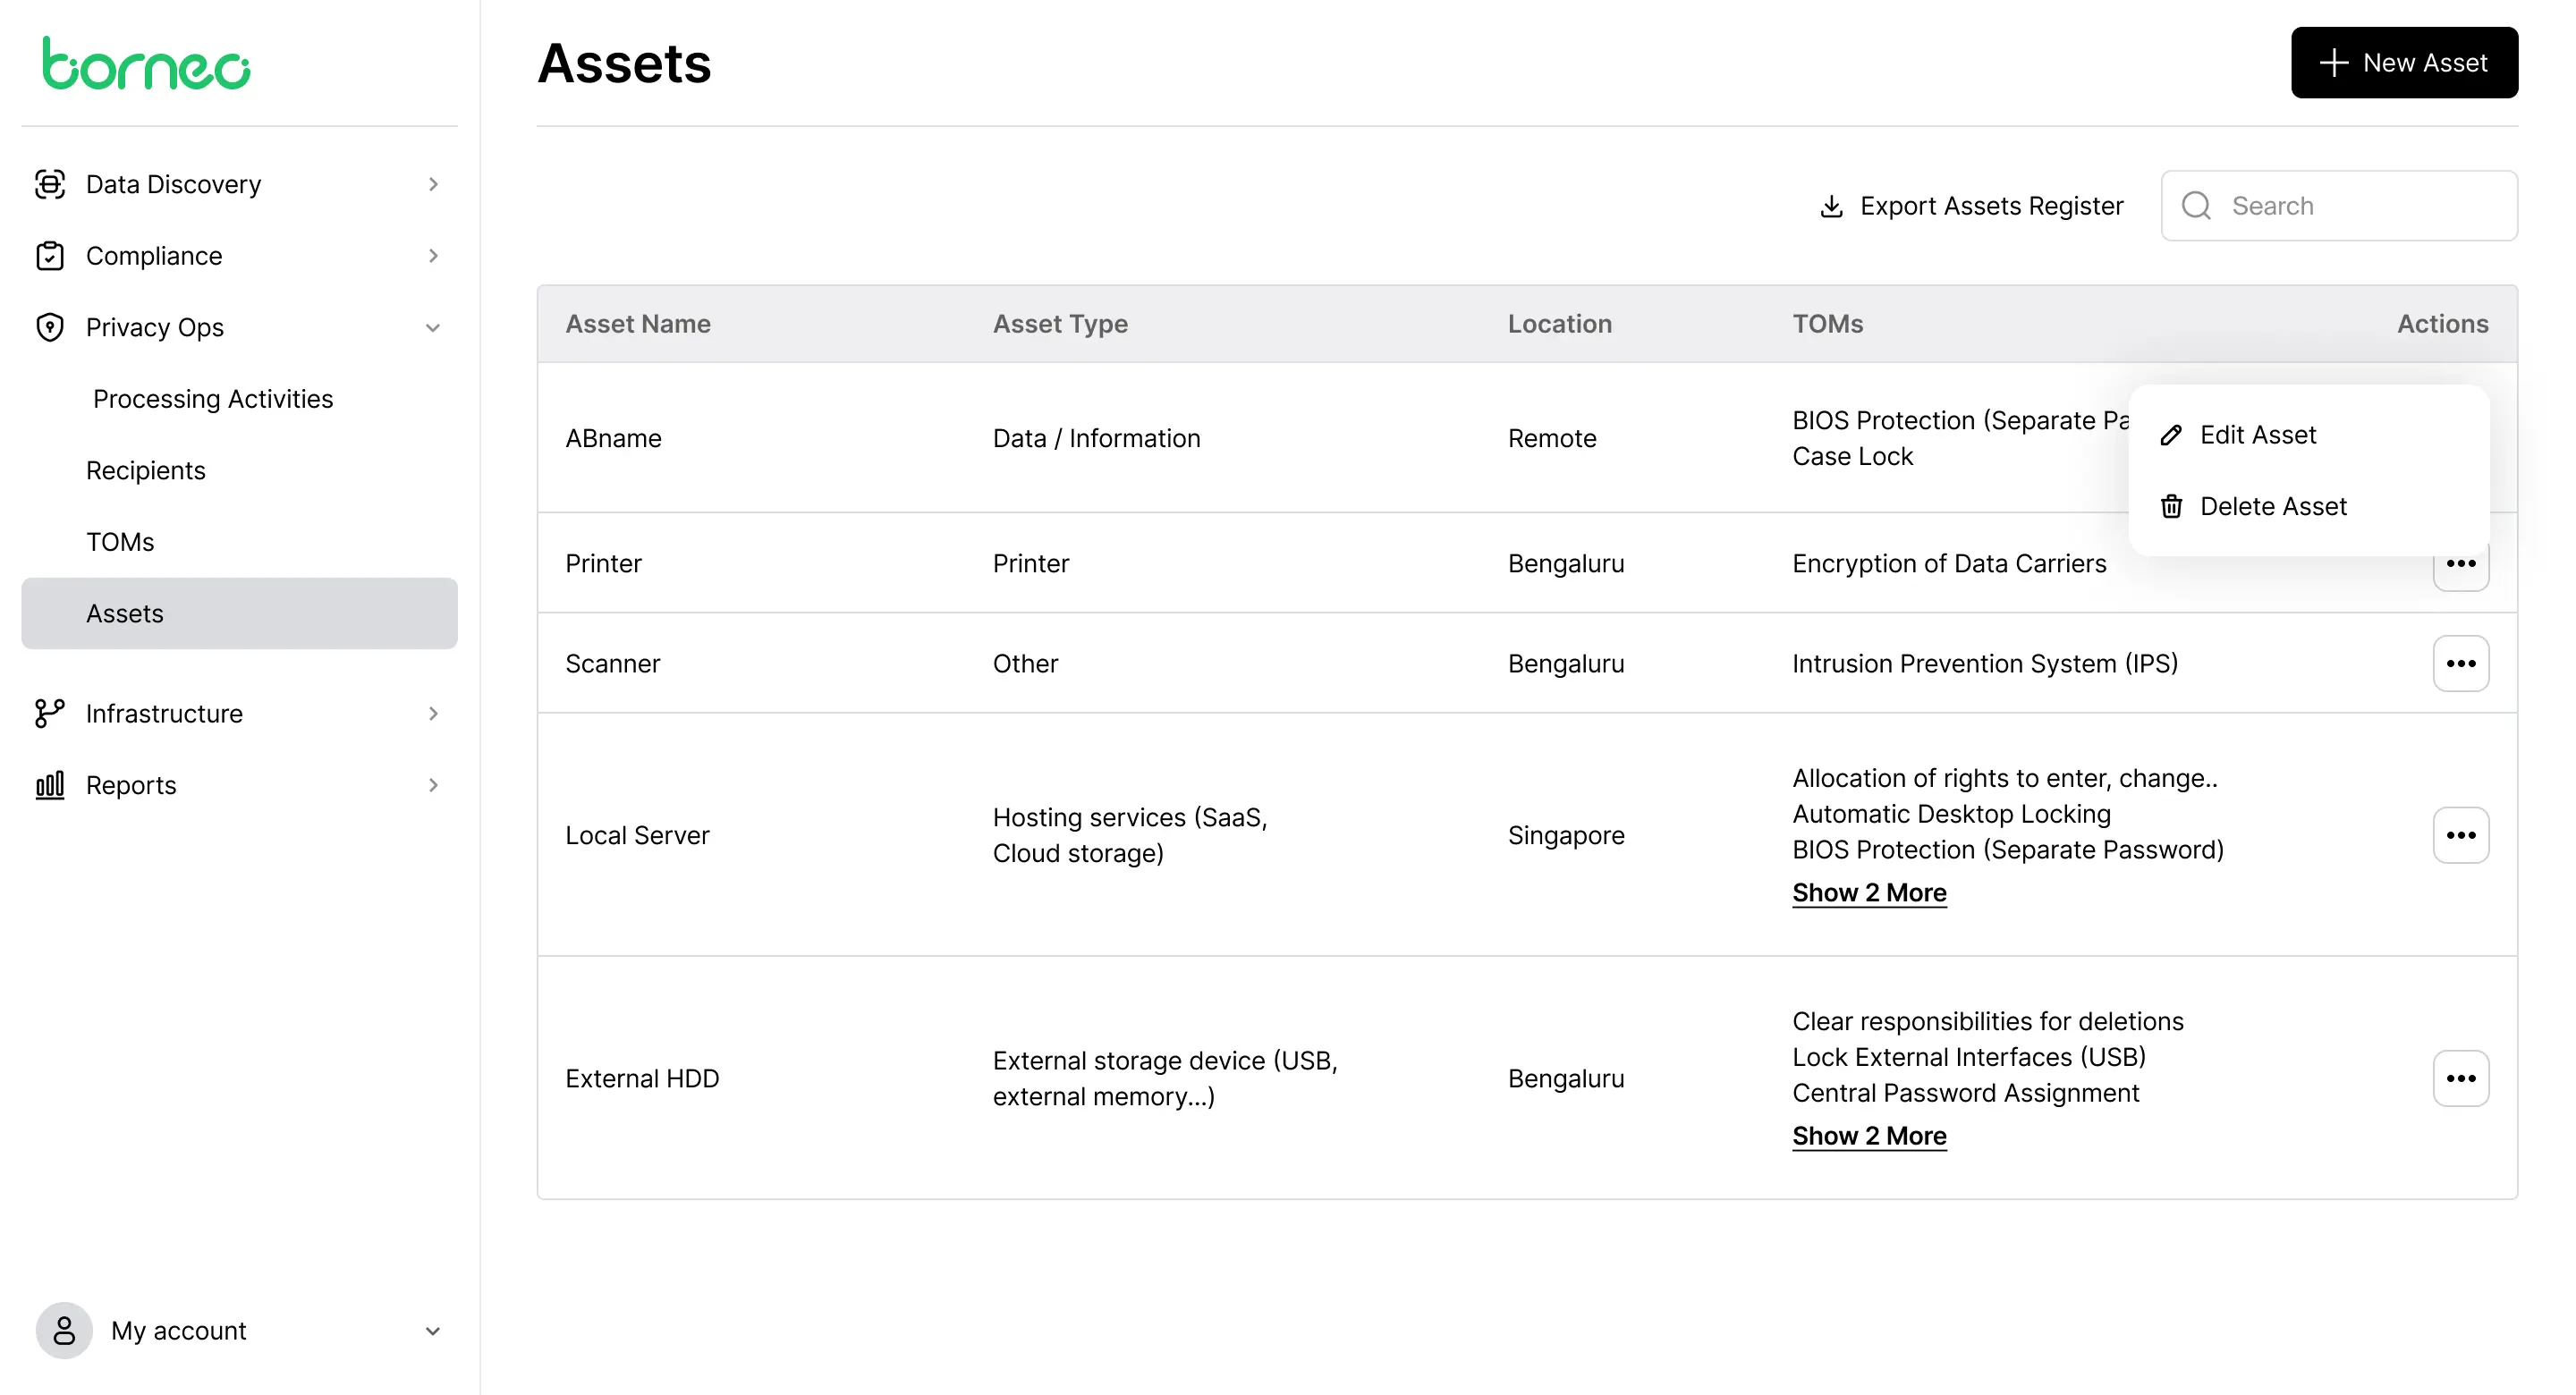 borneo
Data Discovery
Compliance
Privacy Ops
Processing Activities
Recipients
TOMs
Assets
Infrastructure
Reports
My account
Assets
New Asset
Export Assets Register
Search
Asset Name
Asset Type
Location
TOMs
Actions
ABname
Data / Information
Remote
BIOS Protection (Separate Pa
Case Lock
Edit Asset
Delete Asset
Printer
Printer
Bengaluru
Encryption of Data Carriers
Scanner
Other
Bengaluru
Intrusion Prevention System (IPS)
Local Server
Hosting services (SaaS,
Cloud storage)
Singapore
Allocation of rights to enter, change..
Automatic Desktop Locking
BIOS Protection (Separate Password)
Show 2 More
External HDD
External storage device (USB,
external memory...)
Bengaluru
Clear responsibilities for deletions
Lock External Interfaces (USB)
Central Password Assignment
Show 2 More